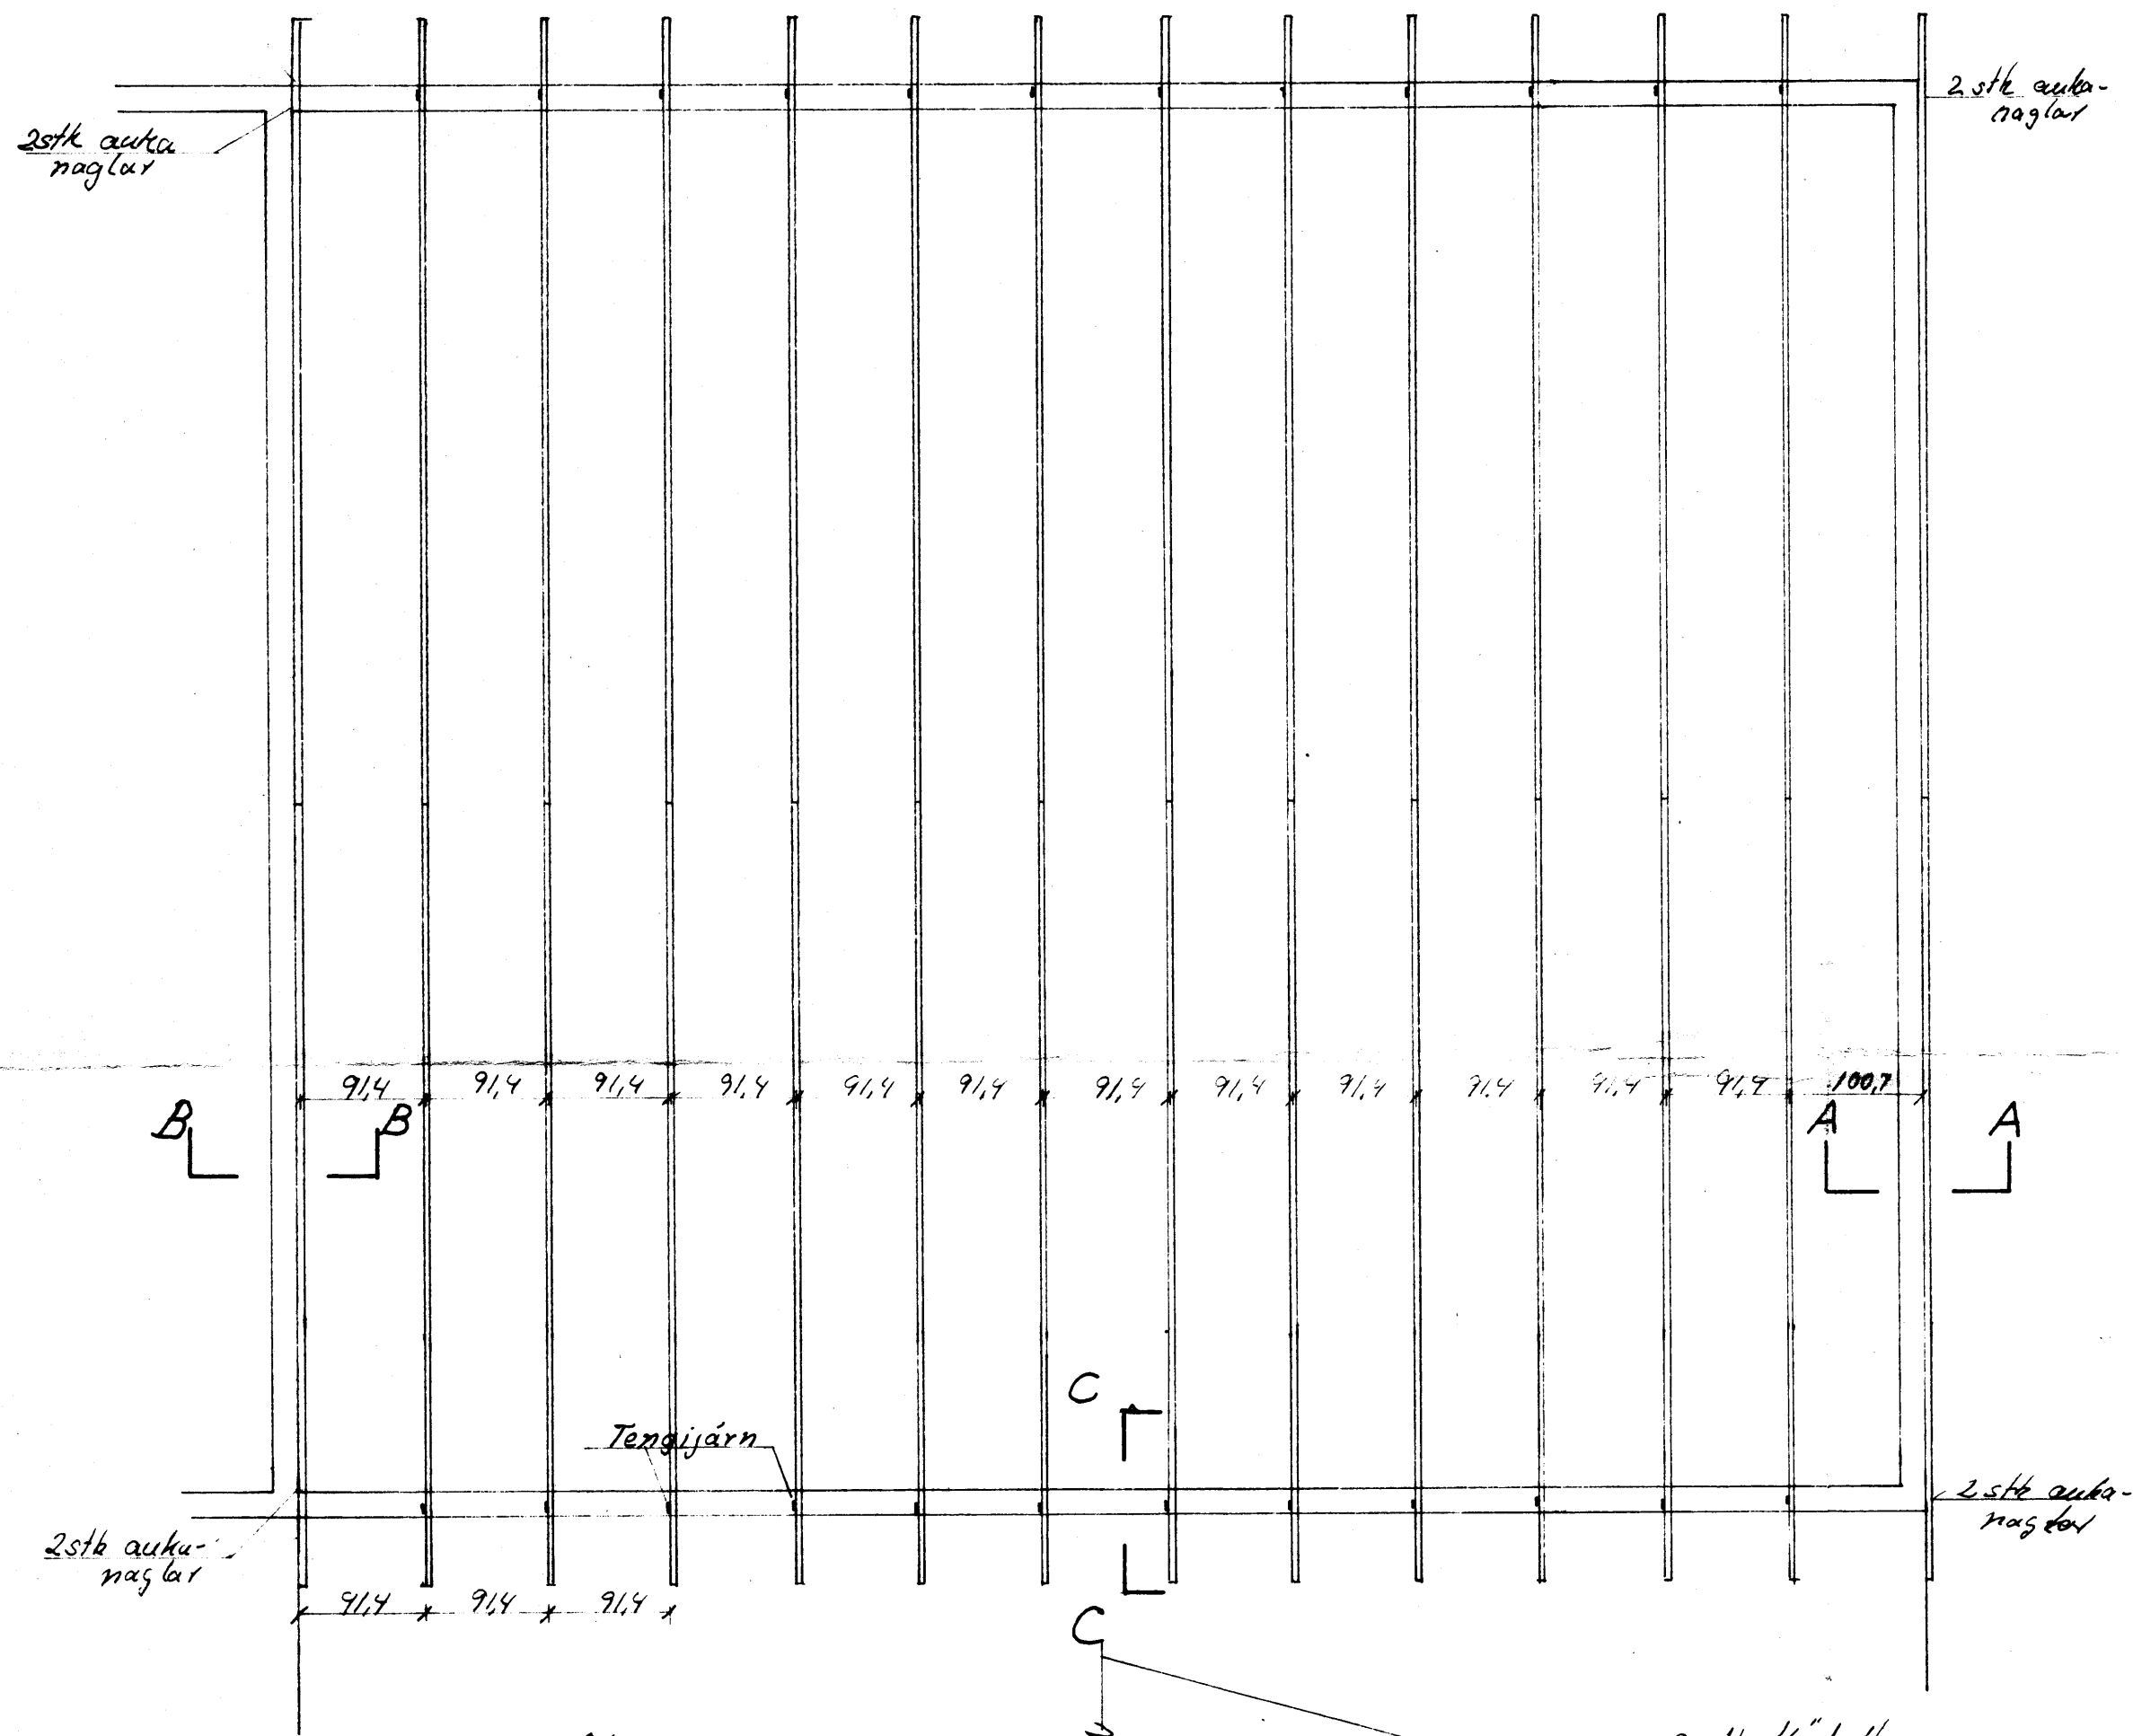 2stk auka
naglar
2 stk auka-
naglar
91,4 91,4 91,4 91,4 91,4 91,4 91,4 91,4 91,4 91.4 91,4 91,4 100,7
B B A A
C
Tengijárn
2 stk auka-
naglar
2stk auka-
naglar
91,4 91,4 91,4
C